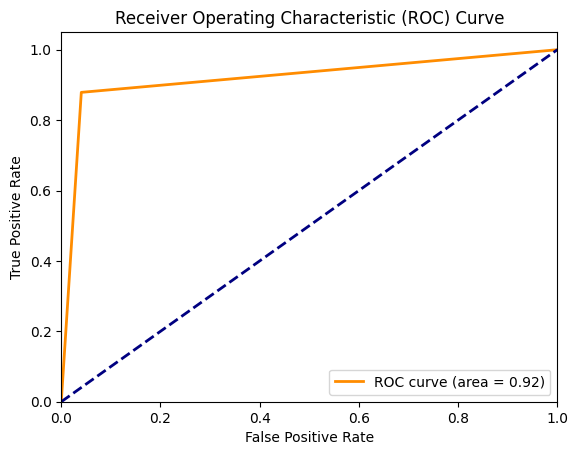 Receiver Operating Characteristic (ROC) Curve
1.0
0.8
0.6
0.4
0.2
0.0
True Positive Rate
ROC curve (area = 0.92)
0.0 0.2 0.4 0.6 0.8 1.0
False Positive Rate